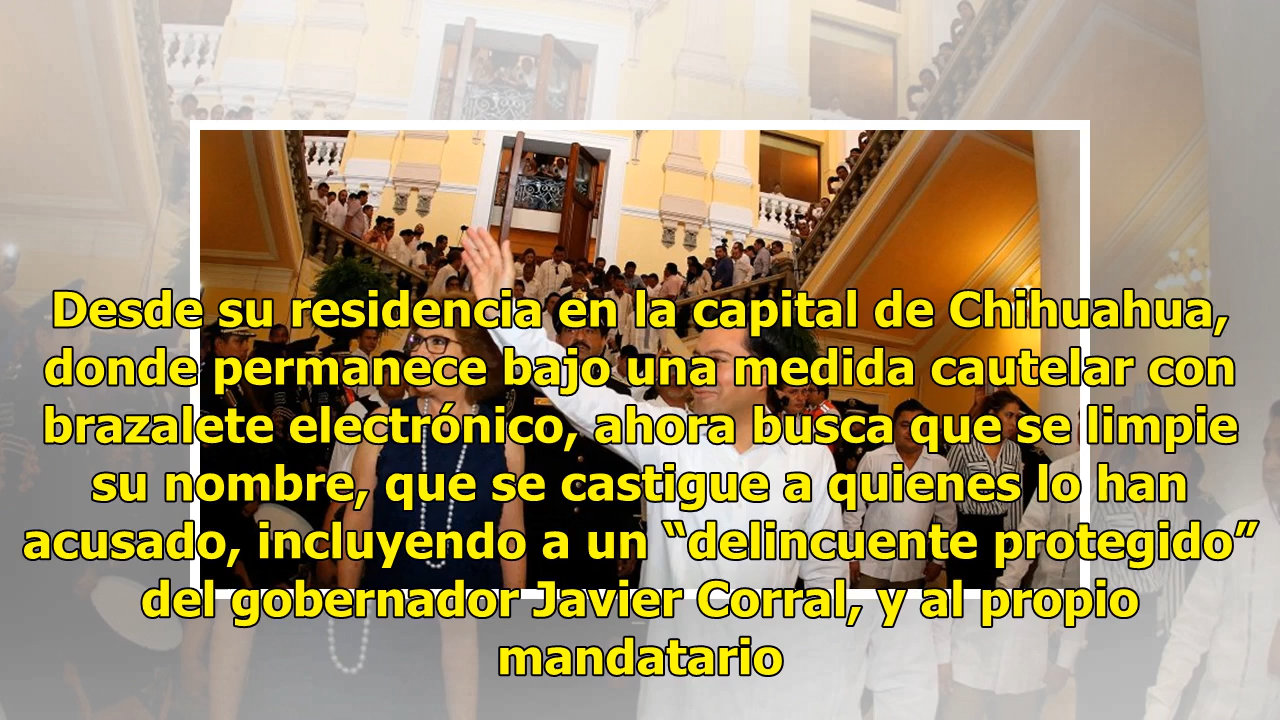 Desde su residencia en la capital de Chihuahua,
donde permanece bajo una medida cautelar con
brazalete electrónico, ahora busca que se limpie
su nombre, que se castigue a quienes lo han
acusado, incluyendo a un “delincuente protegido”
del gobernador Javier Corral, y al propio
mandatario